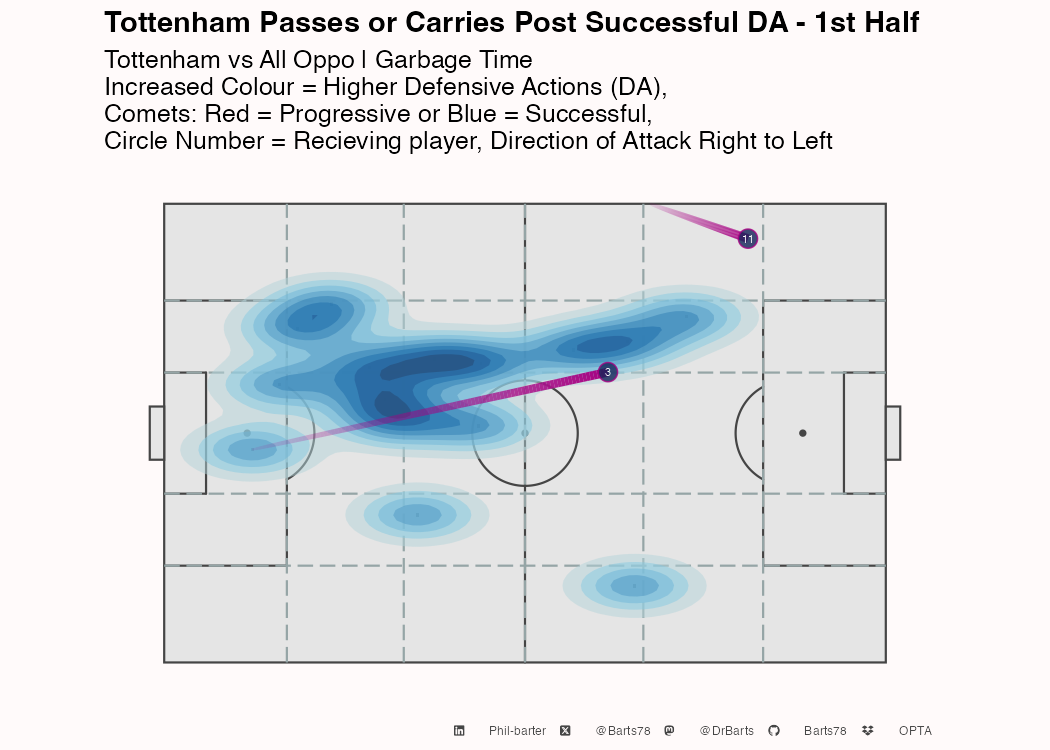 Tottenham Passes or Carries Post Successful DA - 1st Half
Tottenham vs All Oppo | Garbage Time
Increased Colour = Higher Defensive Actions (DA),
Comets: Red = Progressive or Blue = Successful,
Circle Number = Recieving player, Direction of Attack Right to Left
11
3
Phil-barter @Barts78 @DrBarts Barts78 OPTA